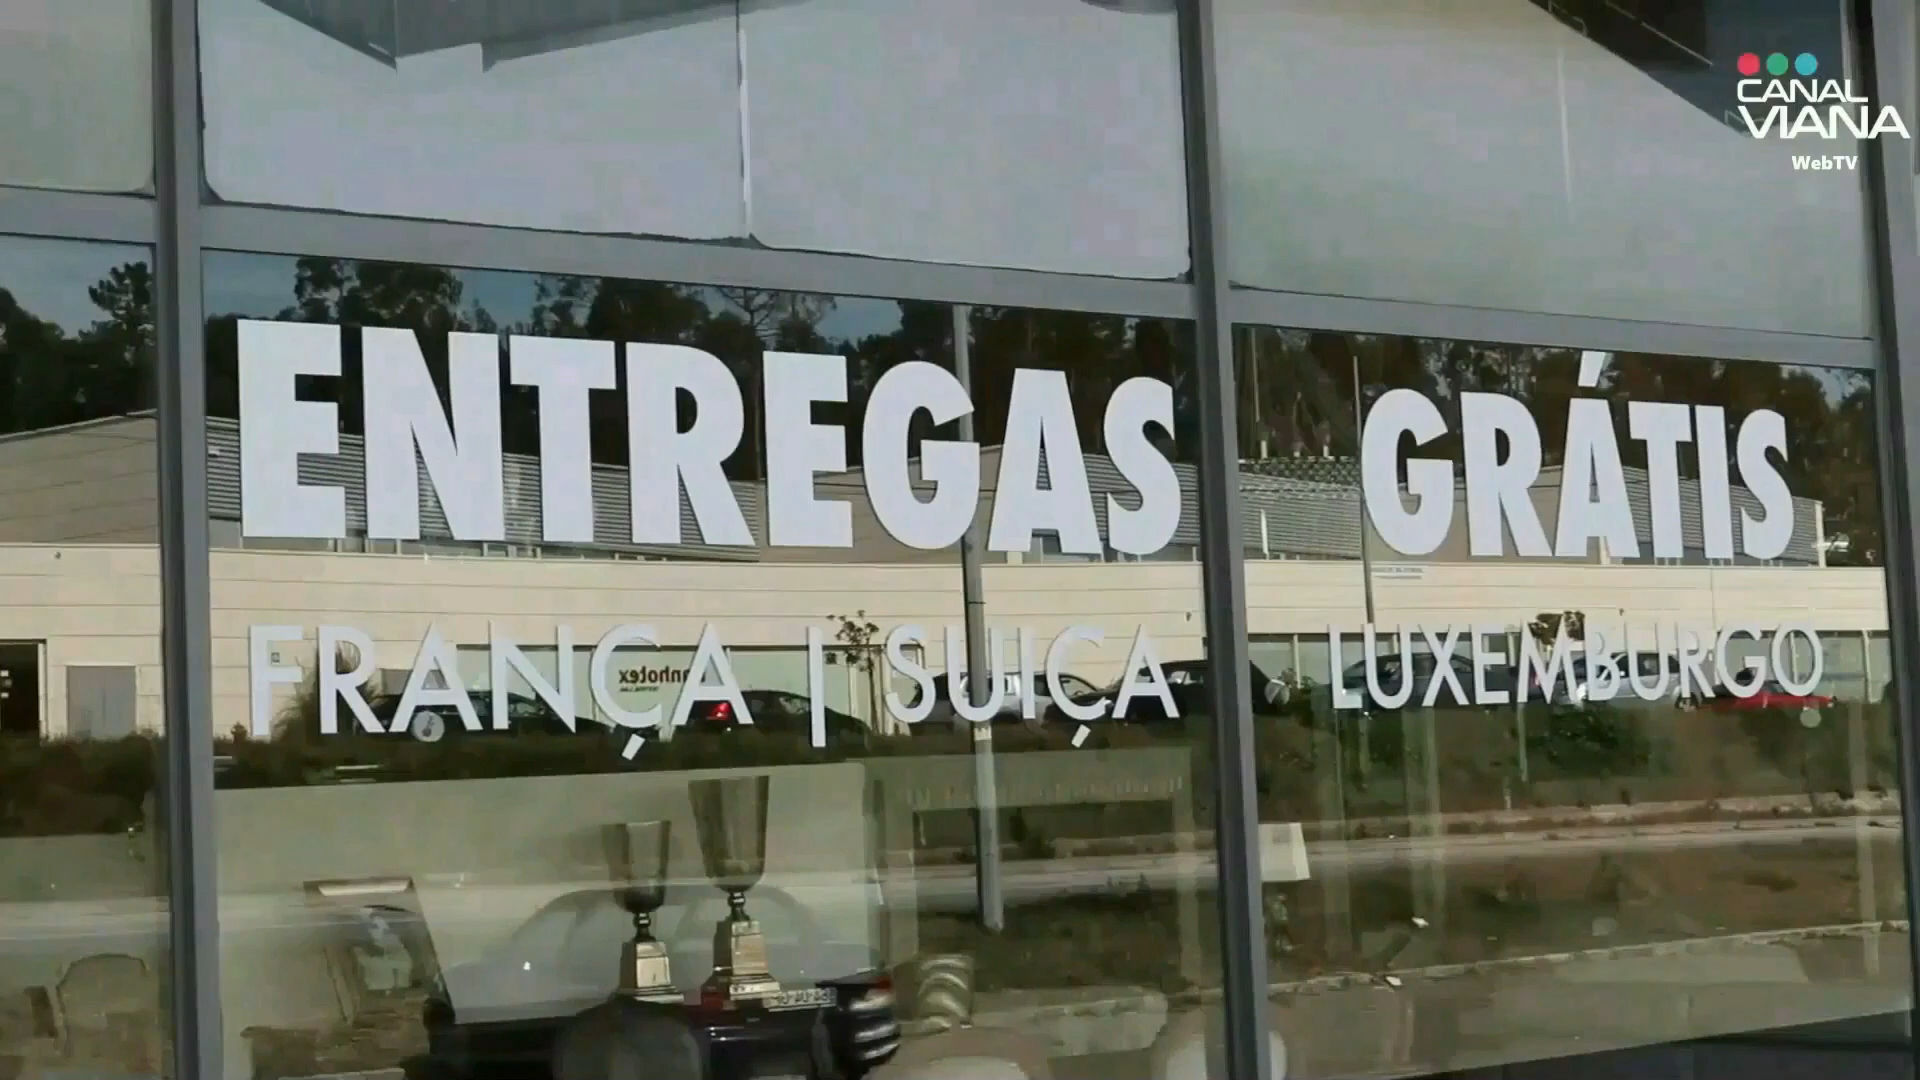 CANAL
VIANA
WebTV
ENTREGAS GRÁTIS
FRANÇA | SUIÇA LUXEMBURGO